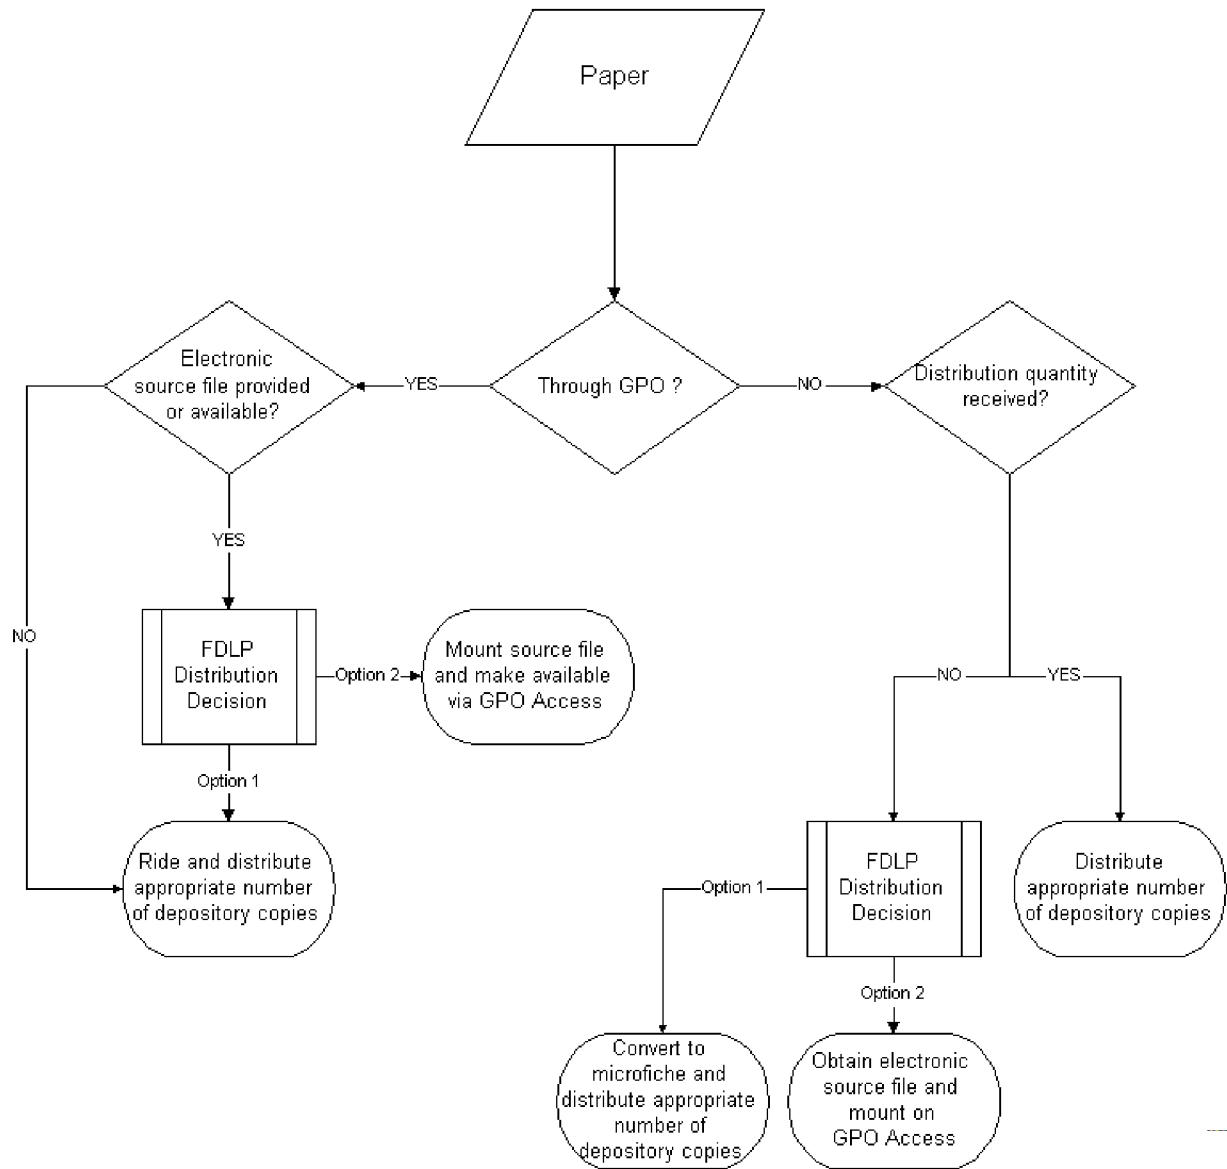 Paper
Electronic
source file provided
or available?
YES
Through GPO ?
NO
Distribution quantity
received?
YES
NO
FDLP
Distribution
Decision
Option 2
Mount source file
and make available
via GPO Access
NO
YES
Option 1
Ride and distribute
appropriate number
of depository copies
Option 1
FDLP
Distribution
Decision
Distribute
appropriate number
of depository copies
Option 2
Convert to
microfiche and
distribute appropriate
number of
depository copies
Obtain electronic
source file and
mount on
GPO Access